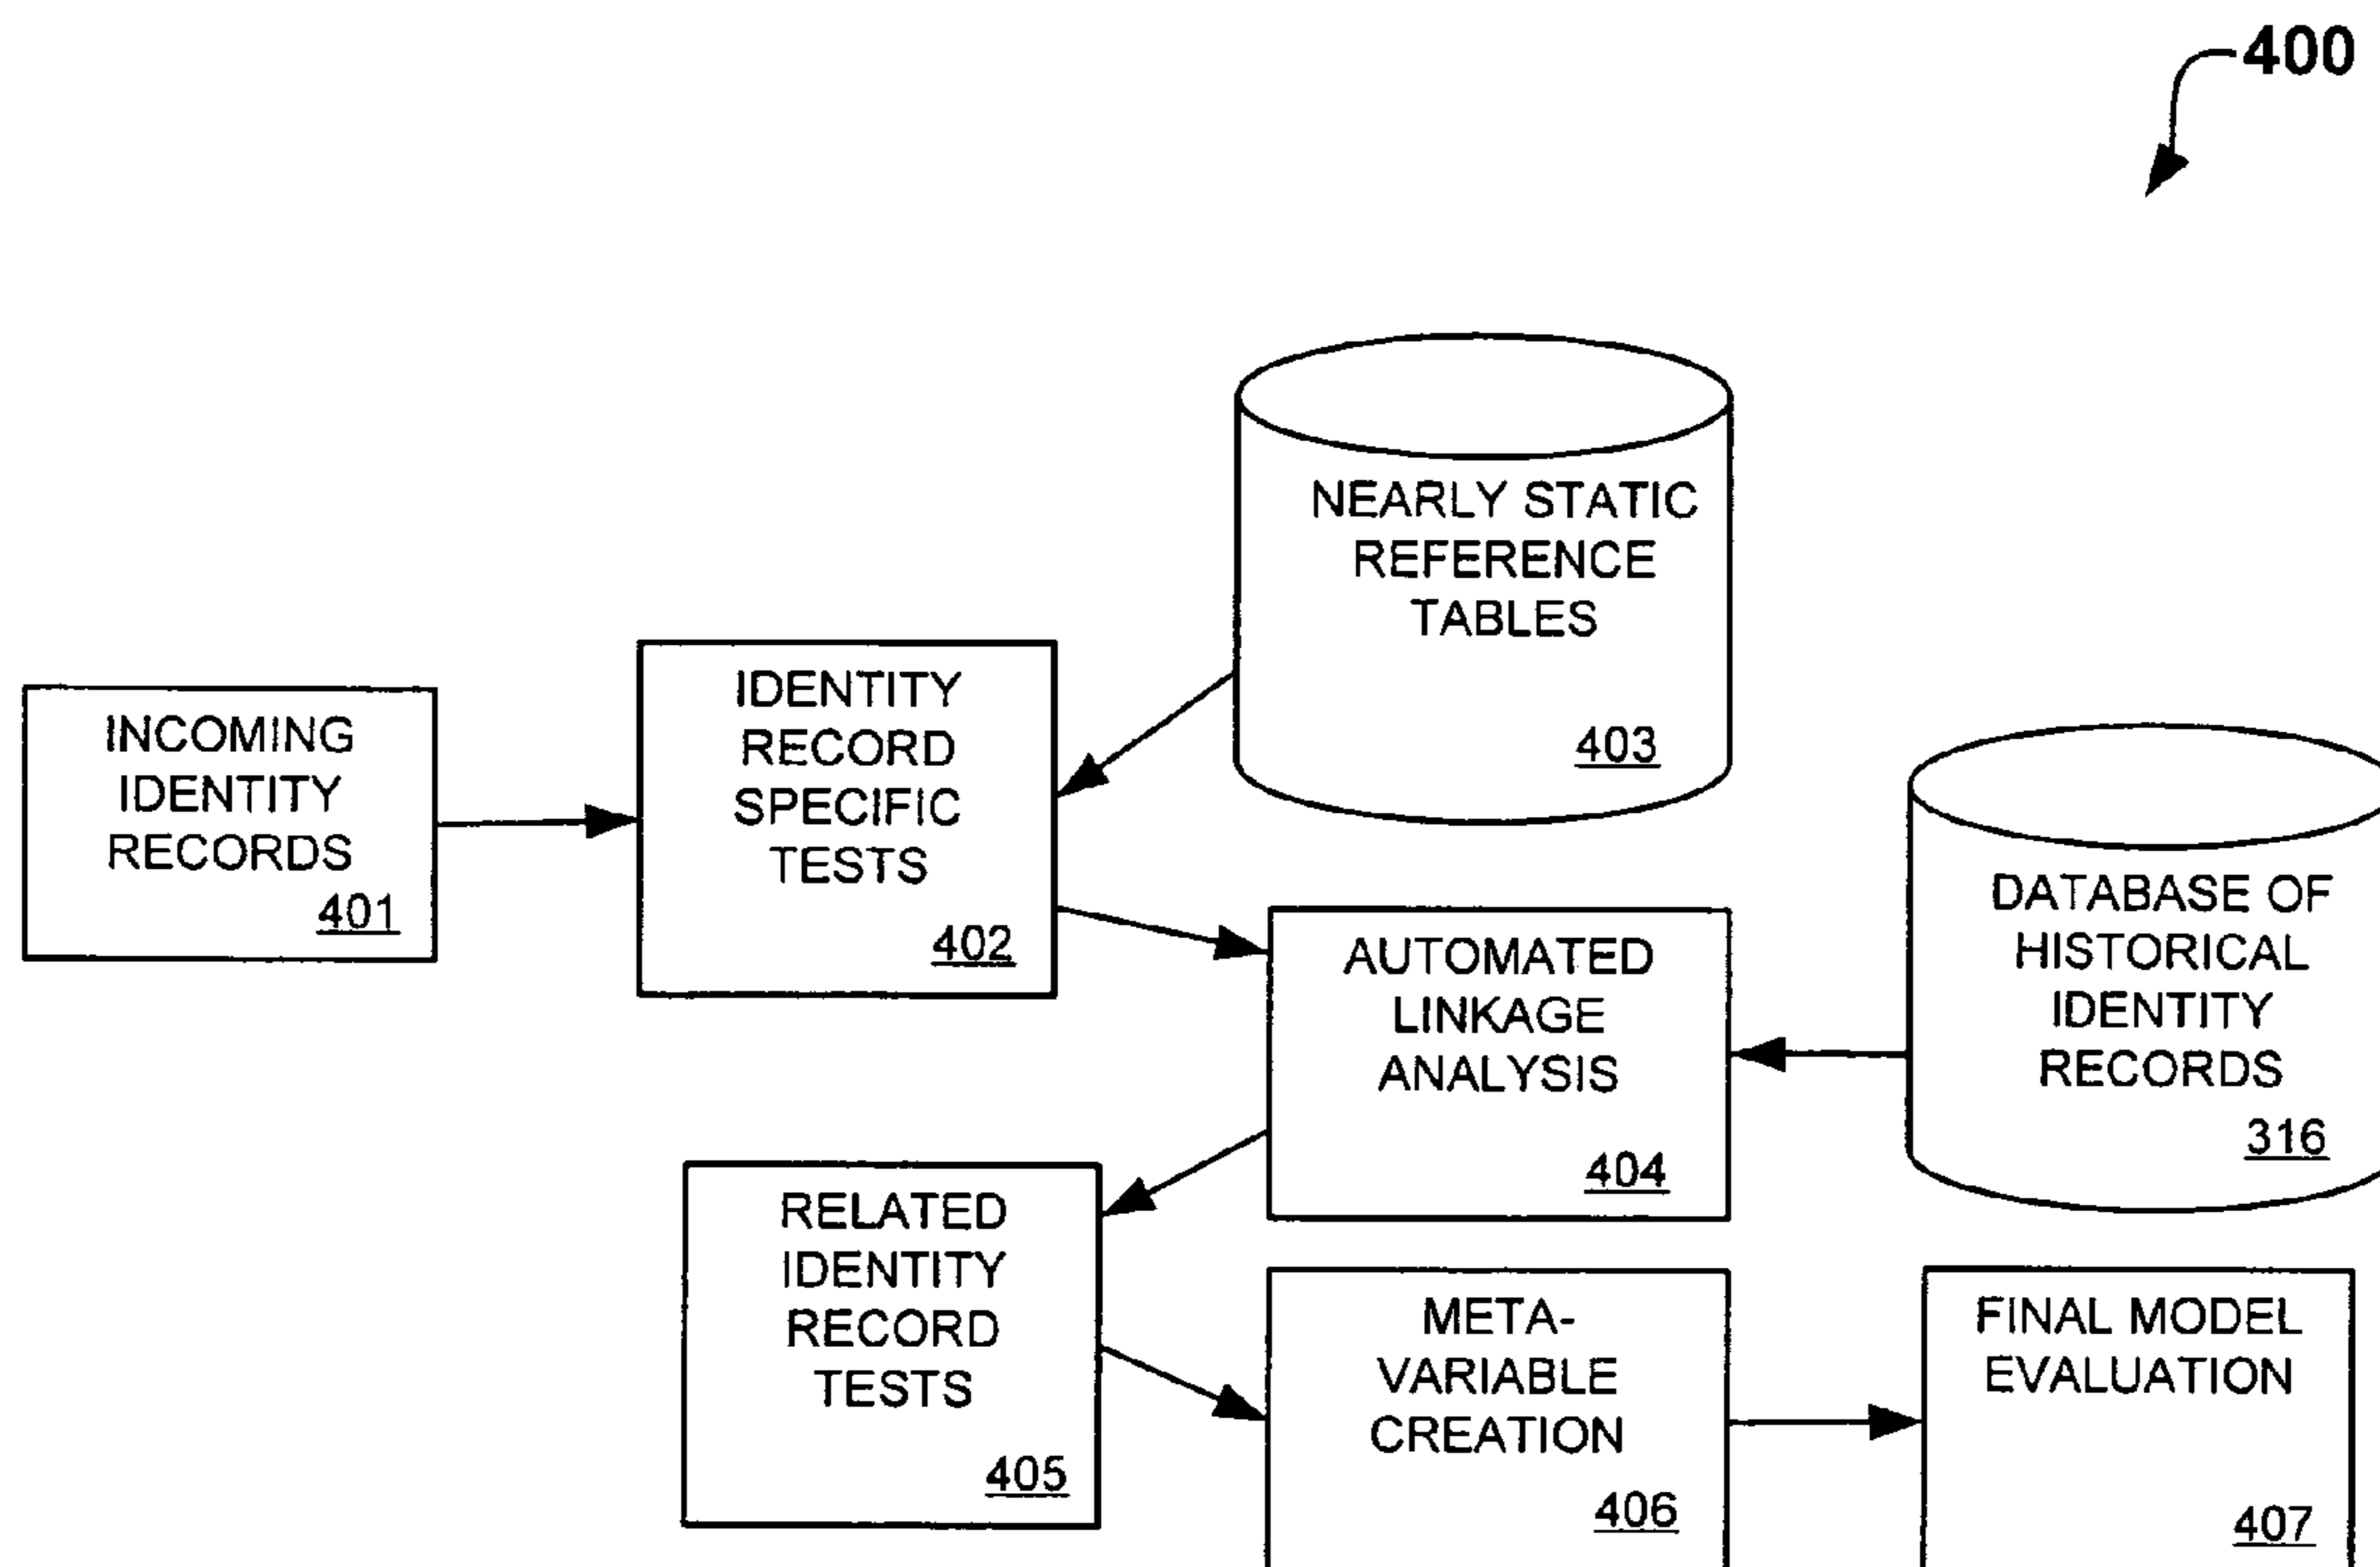 400
NEARLY STATIC
REFERENCE
TABLES
403
INCOMING
IDENTITY
RECORDS
401
IDENTITY
RECORD
SPECIFIC
TESTS
402
DATABASE OF
HISTORICAL
IDENTITY
RECORDS
316
AUTOMATED
LINKAGE
ANALYSIS
404
RELATED
IDENTITY
RECORD
TESTS
405
META-
VARIABLE
CREATION
406
FINAL MODEL
EVALUATION
407